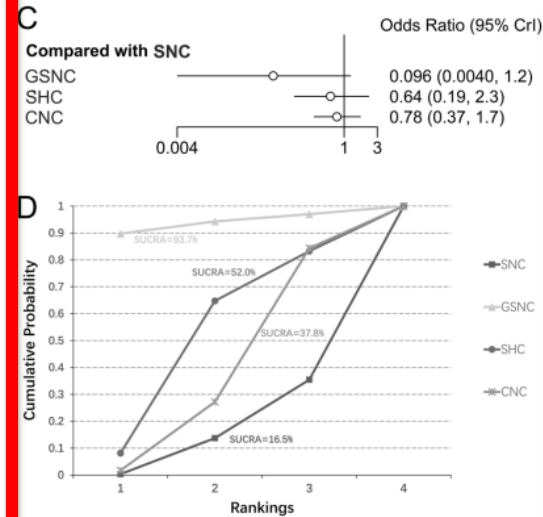 C
Odds Ratio (95% CrI)
Compared with SNC
GSNC 0.096 (0.0040, 1.2)
SHC 0.64 (0.19, 2.3)
CNC 0.78 (0.37, 1.7)
0.004 1 3
D
1
0.9
0.8
0.7
0.6
0.5
0.4
0.3
0.2
0.1
0
Cumulative Probability
SUCRA=93.7%
SUCRA=52.0%
SUCRA=37.8%
SUCRA=16.5%
SNC
GSNC
SHC
CNC
1 2 3 4
Rankings